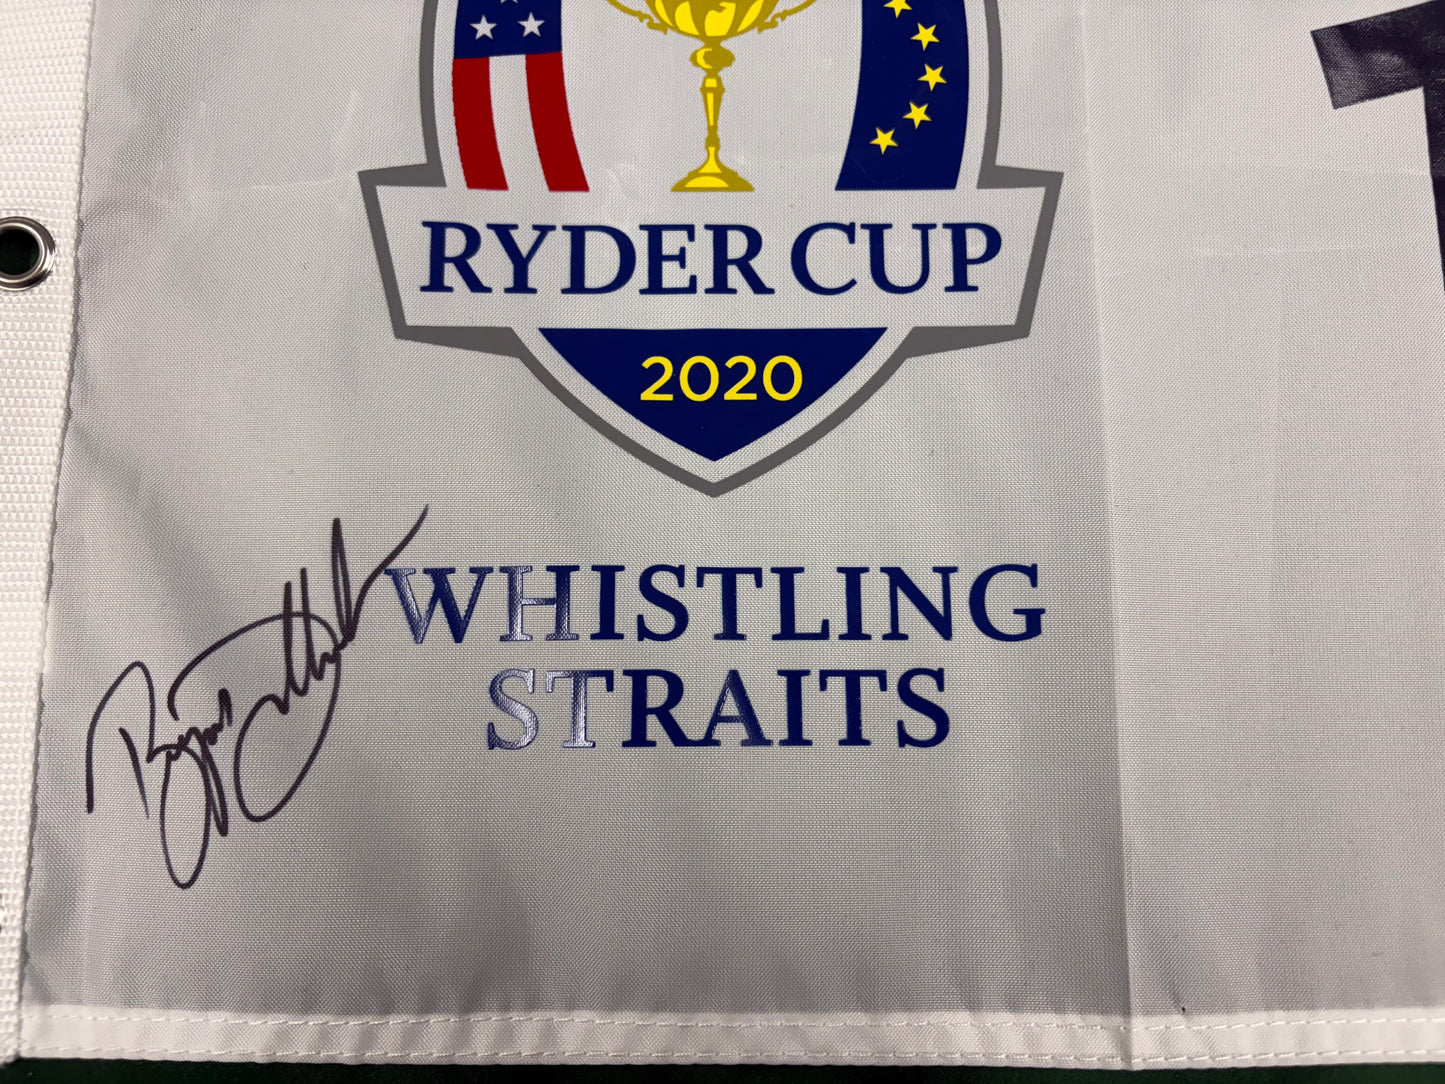 RYDER CUP
2020
WHISTLING
STRAITS